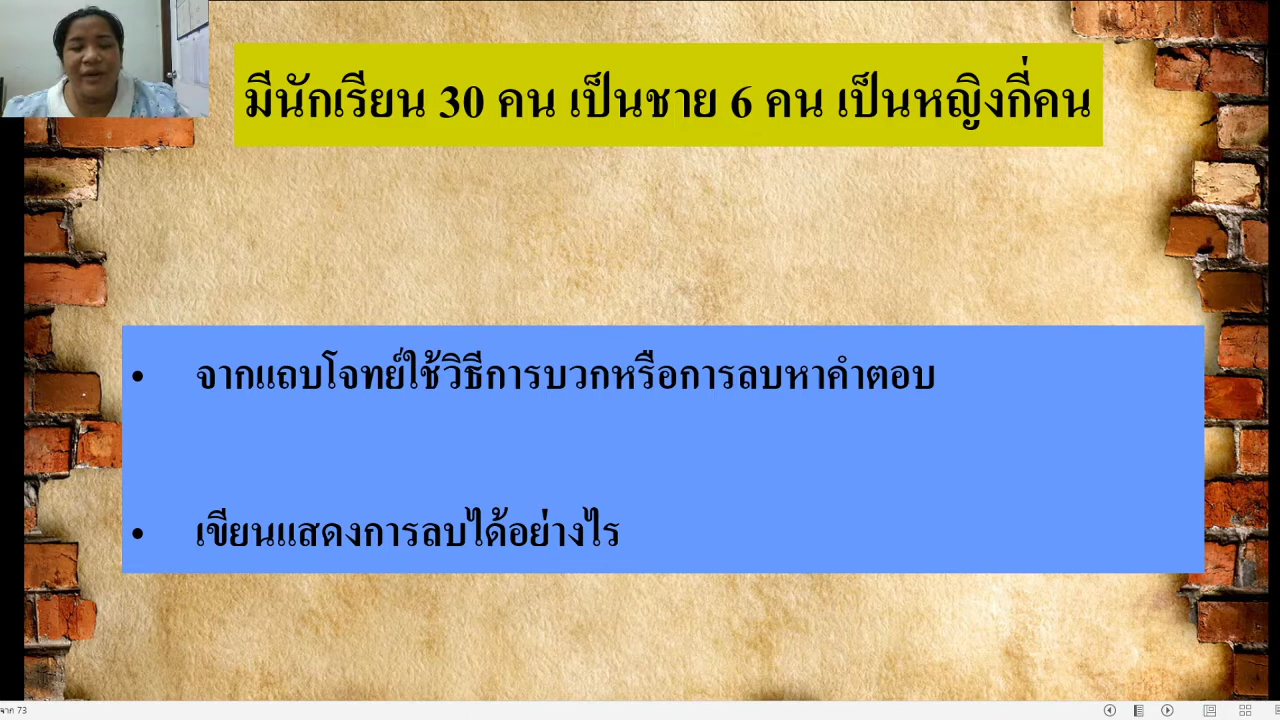 มีนักเรียน 30 คน เป็นชาย 6 คน เป็นหญิงกี่คน
• จากแถบโจทย์ใช้วิธีการบวกหรือการลบหาคำตอบ
• เขียนแสดงการลบได้อย่างไร
จาก 73